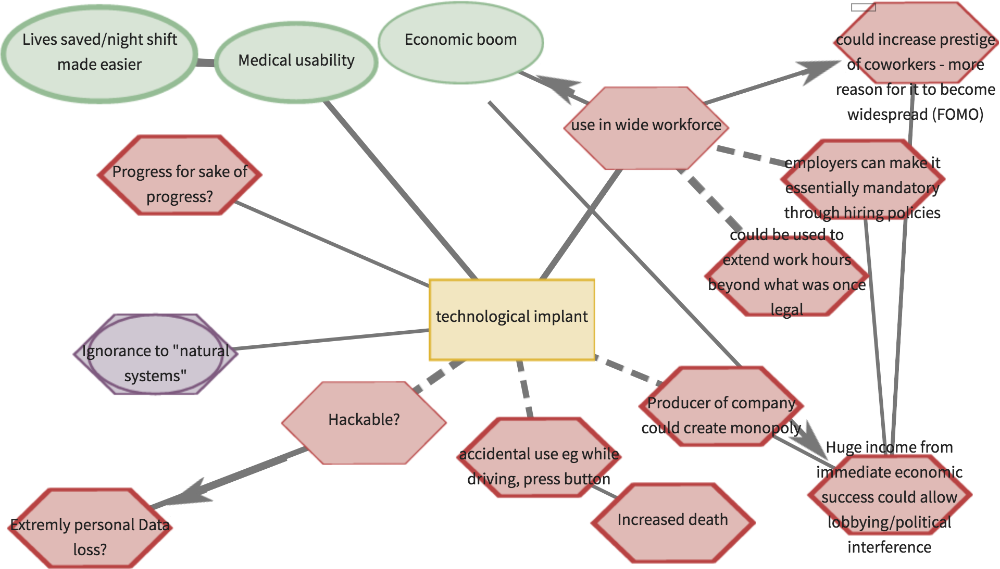 Lives saved/night shift
made easier
Medical usability
Economic boom
could increase prestige
of coworkers - more
reason for it to become
widespread (FOMO)
use in wide workforce
Progress for sake of
progress?
employers can make it
essentially mandatory
through hiring policies
could be used to
extend work hours
beyond what was once
legal
technological implant
Ignorance to "natural
systems"
Hackable?
Producer of company
could create monopoly
accidental use eg while
driving, press button
Huge income from
immediate economic
success could allow
lobbying/political
interference
Extremly personal Data
loss?
Increased death